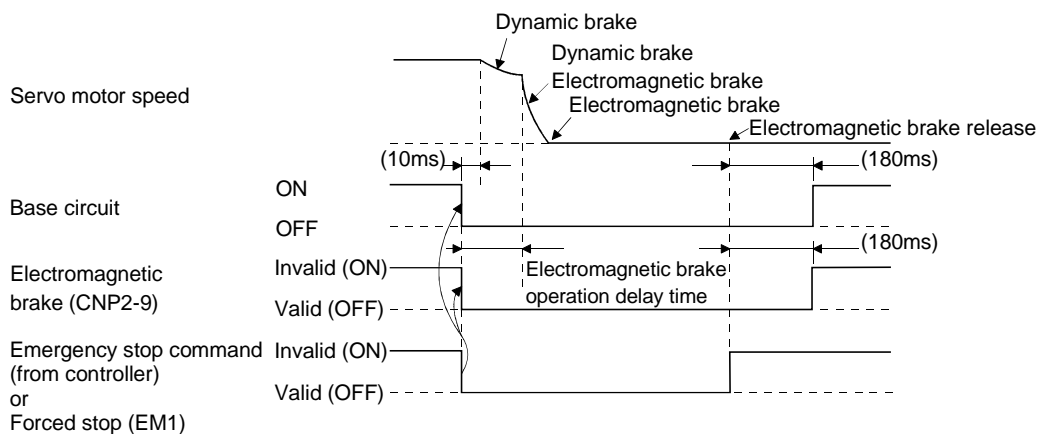 Dynamic brake
Dynamic brake
Electromagnetic brake
Electromagnetic brake
Servo motor speed
Electromagnetic brake release
(10ms)
(180ms)
ON
Base circuit
OFF
(180ms)
Electromagnetic
brake (CNP2-9)
Invalid (ON)
Electromagnetic brake
operation delay time
Valid (OFF)
Emergency stop command
(from controller)
or
Forced stop (EM1)
Invalid (ON)
Valid (OFF)